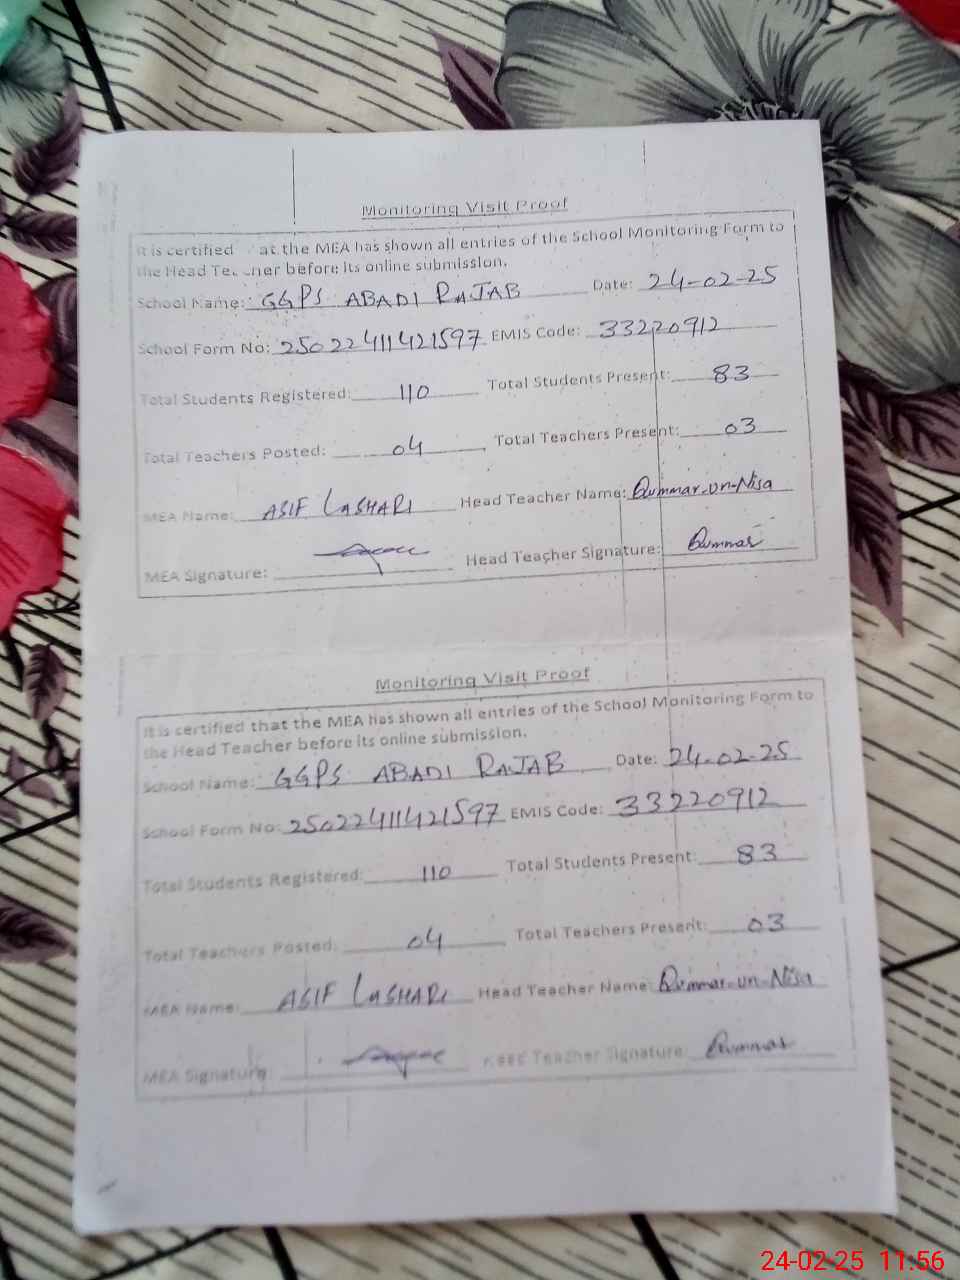 Monitoring Visit Proof
It is certified at the MEA has shown all entries of the School Monitoring Form to
the Head Teacher before its online submission.
School Name: GGPS ABADI RAJAB Date: 24-02-25
School Form No: 25022411421597 EMIS Code: 33220912
Total Students Registered: 110 Total Students Present: 83
Total Teachers Posted: 04 Total Teachers Present: 03
MEA Name: ASIF LASHARI Head Teacher Name: Qummar-un-Nisa
MEA Signature: Head Teacher Signature: Qummar
Monitoring Visit Proof
It is certified that the MEA has shown all entries of the School Monitoring Form to
the Head Teacher before its online submission.
School Name: GGPS ABADI RAJAB Date: 24-02-25
School Form No: 25022411421597 EMIS Code: 33220912
Total Students Registered: 110 Total Students Present: 83
Total Teachers Posted: 04 Total Teachers Present: 03
MEA Name: ASIF LASHARI Head Teacher Name: Qummar-un-Nisa
MEA Signature Head Teacher Signature: Qummar
24-02-25 11:56